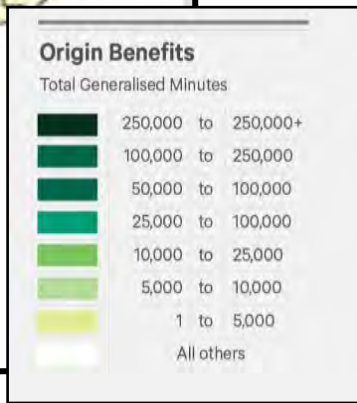 Origin Benefits
Total Generalised Minutes
250,000 to 250,000+
100,000 to 250,000
50,000 to 100,000
25,000 to 100,000
10,000 to 25,000
5,000 to 10,000
1 to 5,000
All others